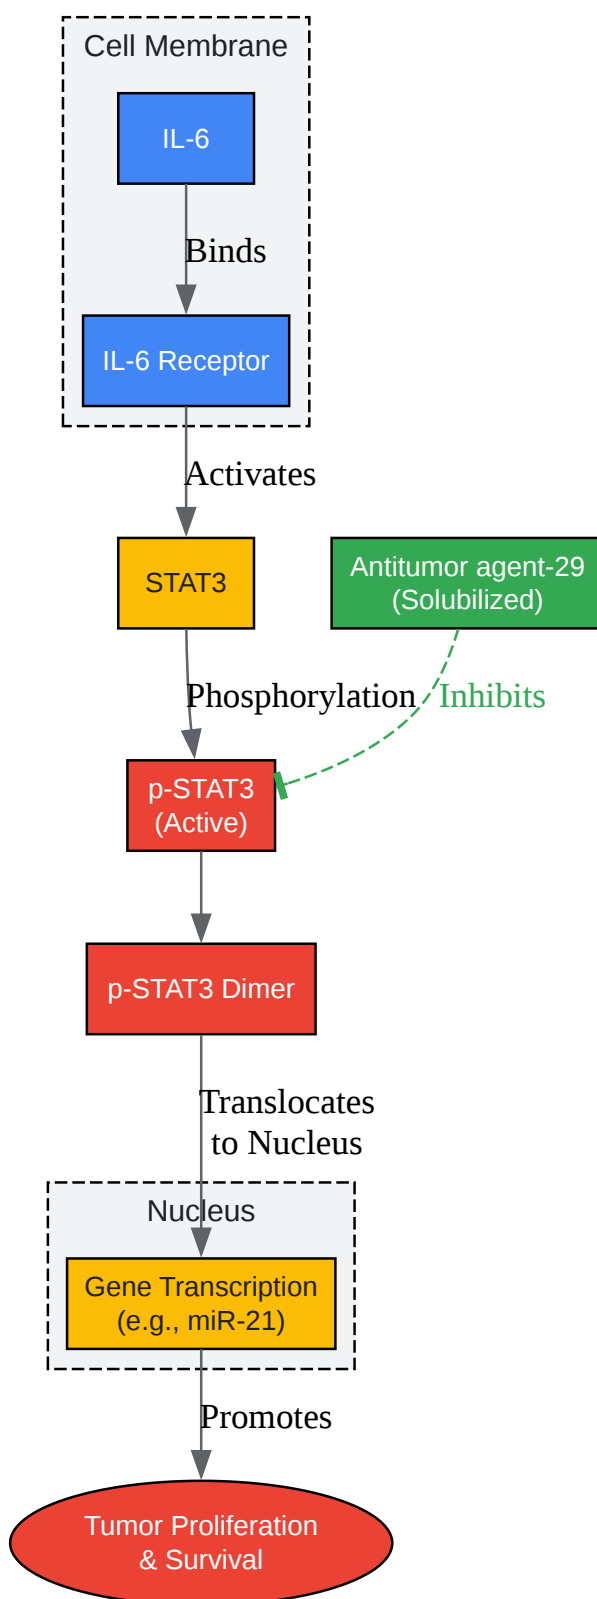 Cell Membrane
IL-6
Binds
IL-6 Receptor
Activates
STAT3
Antitumor agent-29
(Solubilized)
Phosphorylation
Inhibits
p-STAT3
(Active)
p-STAT3 Dimer
Translocates
to Nucleus
Nucleus
Gene Transcription
(e.g., miR-21)
Promotes
Tumor Proliferation
& Survival